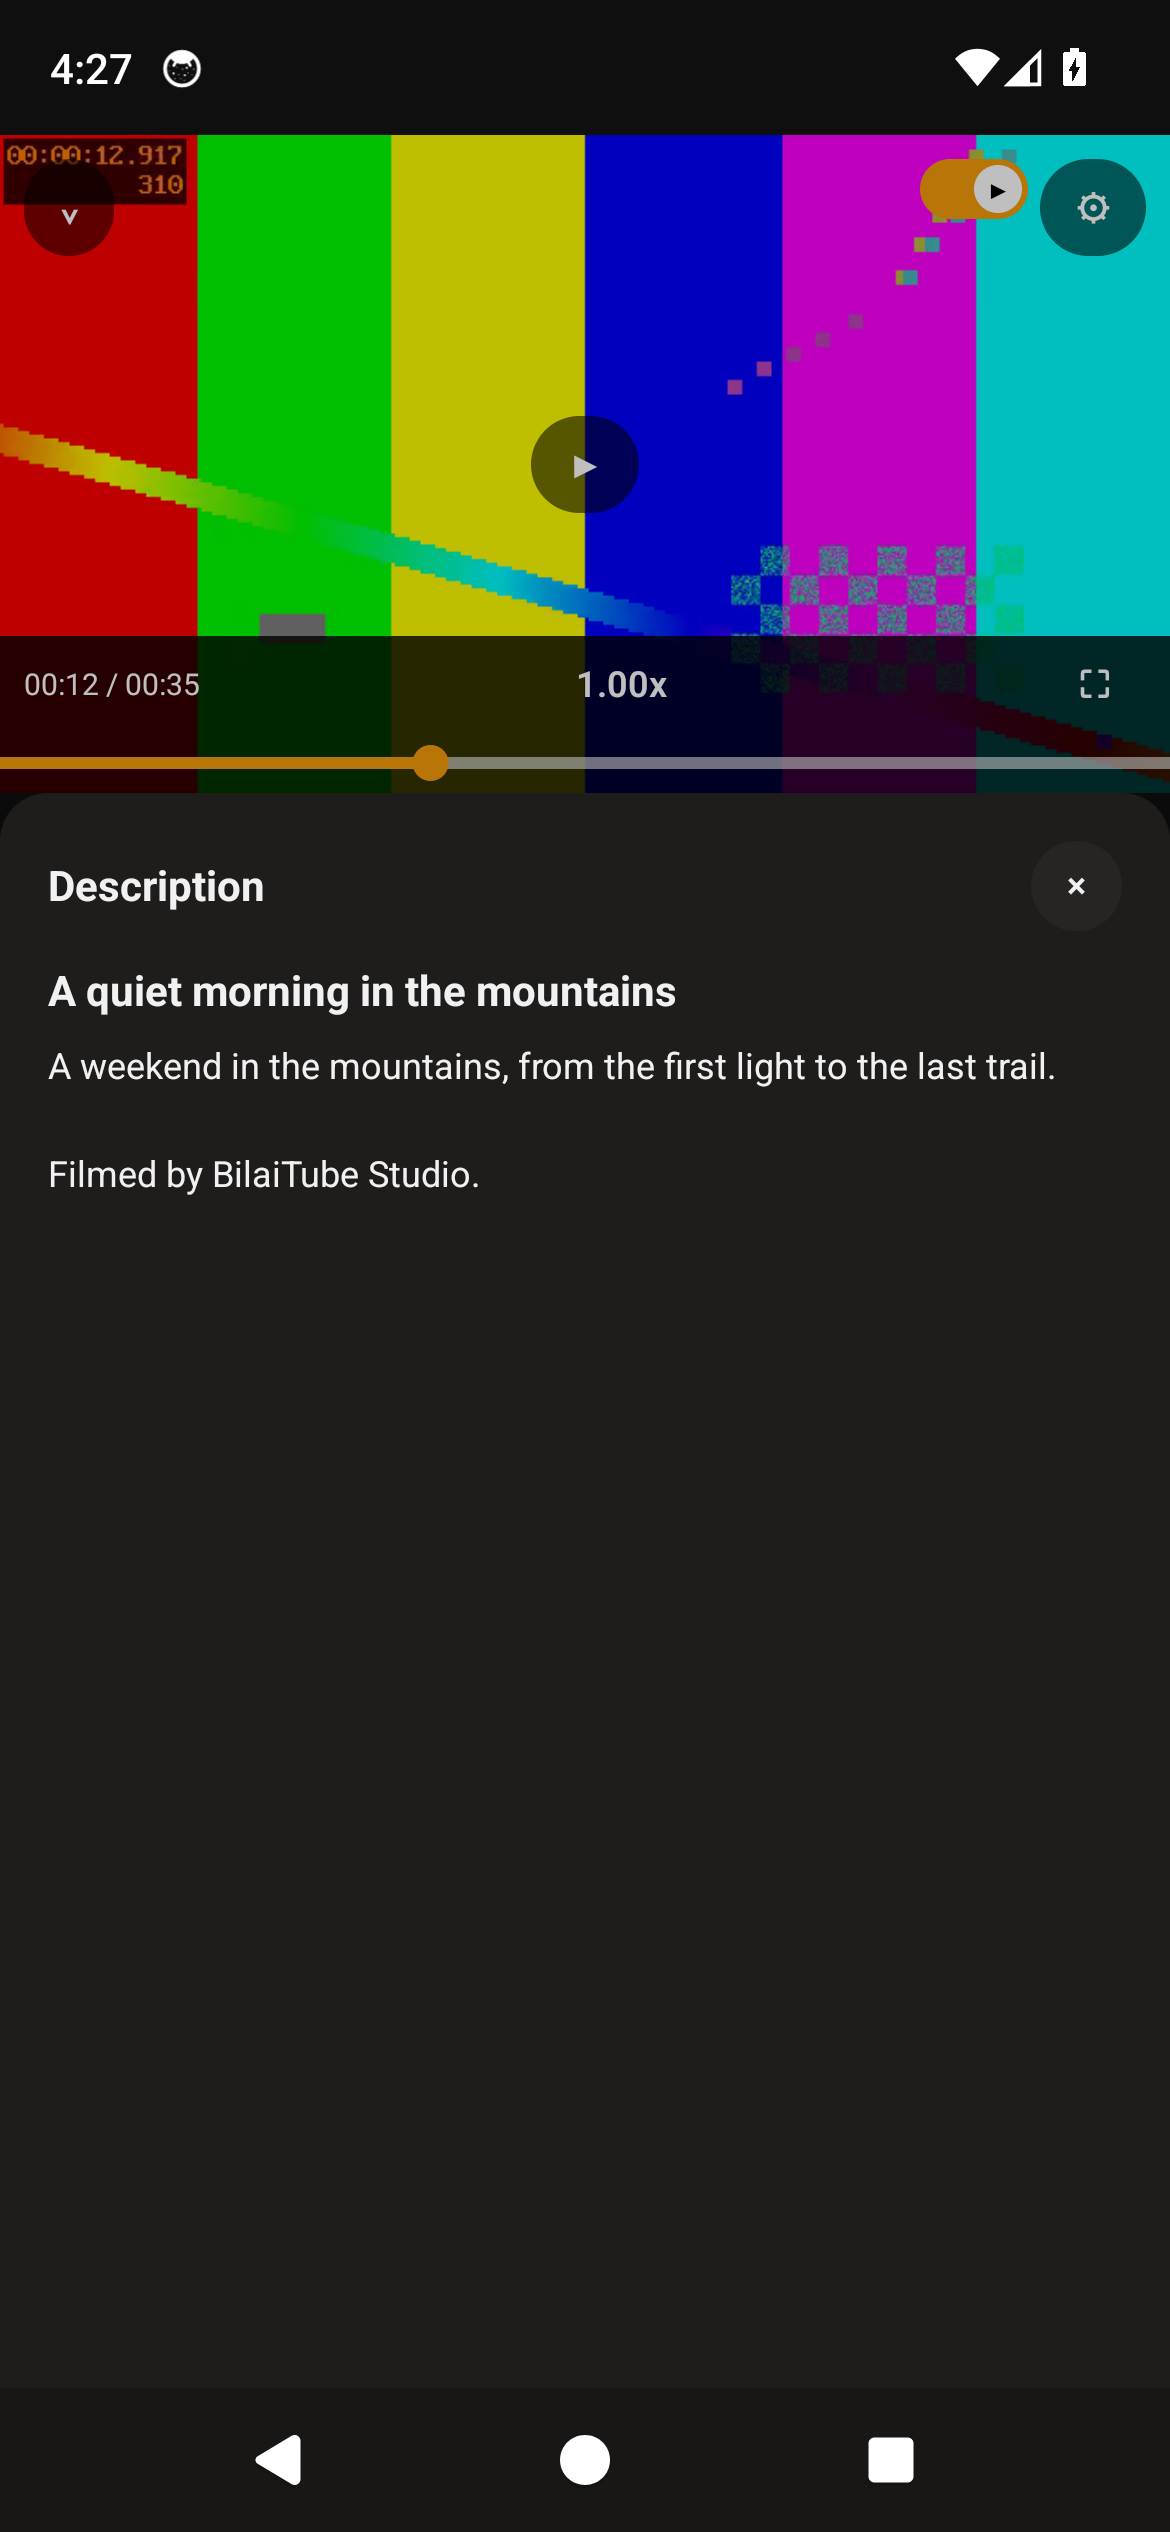 4:27
00:00:12.917
310
00:12 / 00:35
1.00x
Description
A quiet morning in the mountains
A weekend in the mountains, from the first light to the last trail.
Filmed by BilaiTube Studio.